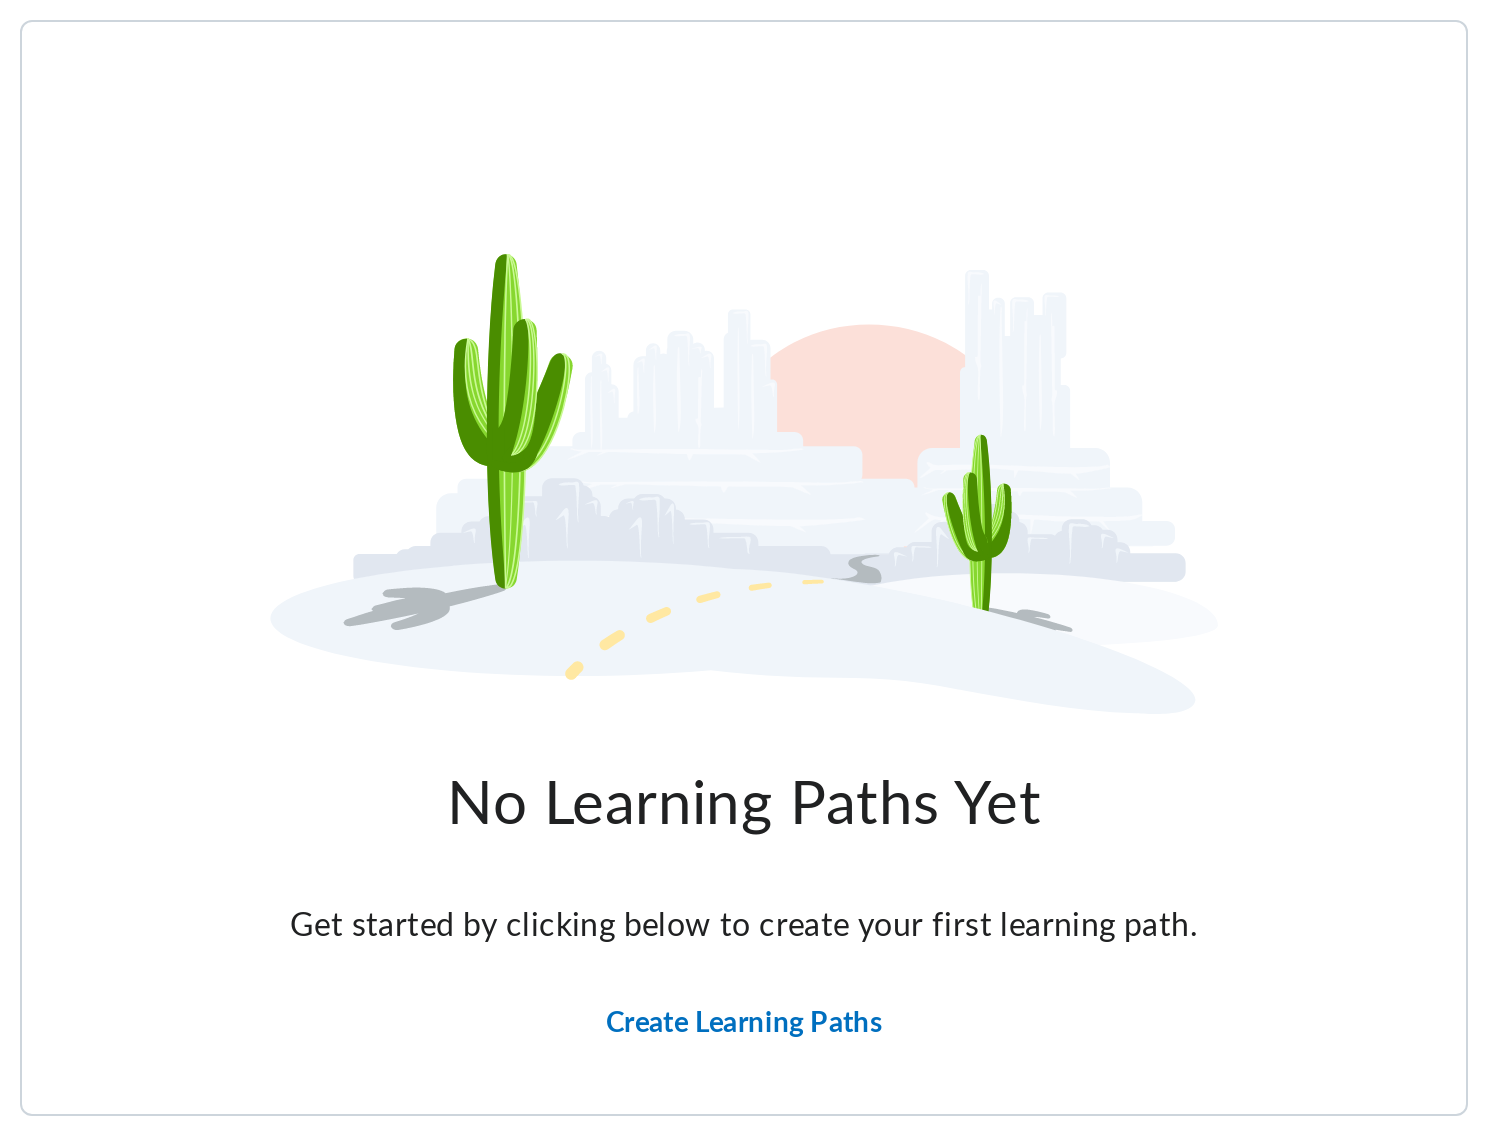 No Learning Paths Yet
Get started by clicking below to create your first learning path.
Create Learning Paths